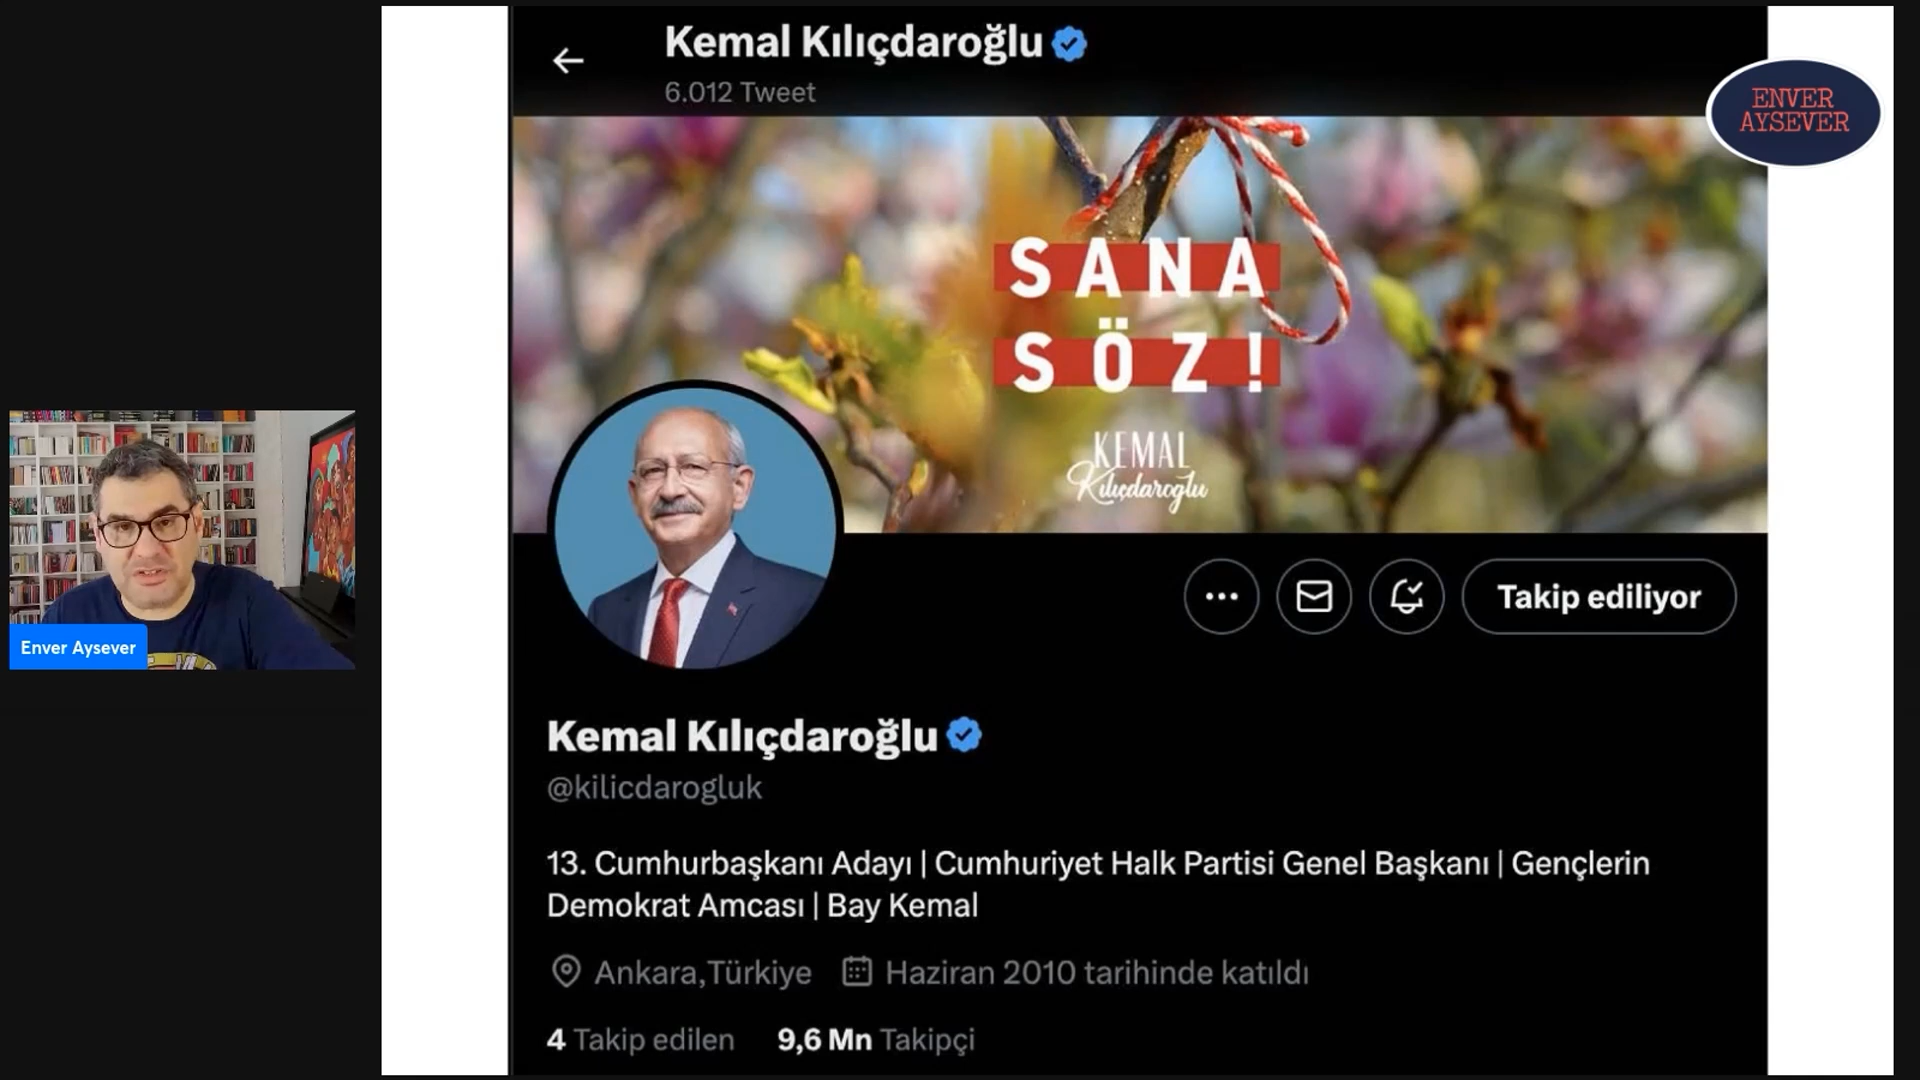 Kemal Kılıçdaroğlu
6.012 Tweet
ENVER
AYSEVER
SANA
SÖZ!
KEMAL
Kılıçdaroğlu
Takip ediliyor
Enver Aysever
Kemal Kılıçdaroğlu
@kilicdarogluk
13. Cumhurbaşkanı Adayı | Cumhuriyet Halk Partisi Genel Başkanı | Gençlerin
Demokrat Amcası | Bay Kemal
Ankara,Türkiye Haziran 2010 tarihinde katıldı
4 Takip edilen 9,6 Mn Takipçi